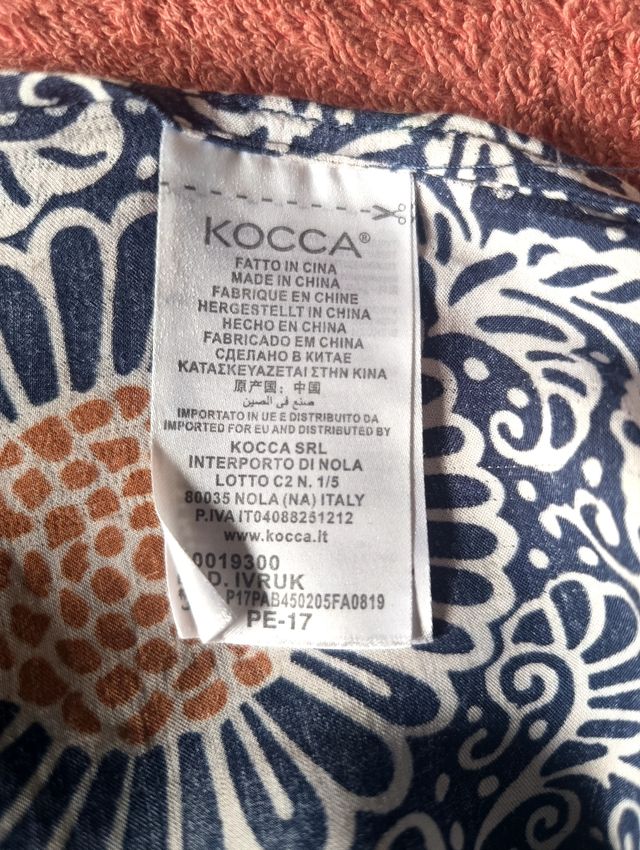 KOCCA®
FATTO IN CINA
MADE IN CHINA
FABRIQUE EN CHINE
HERGESTELLT IN CHINA
HECHO EN CHINA
FABRICADO EM CHINA
СДЕЛАНО В КИТАЕ
ΚΑΤΑΣΚΕΥΑΖΕΤΑΙ ΣΤΗΝ ΚΙΝΑ
原产国：中国
صنع في الصين
IMPORTATO IN UE E DISTRIBUITO DA
IMPORTED FOR EU AND DISTRIBUTED BY
KOCCA SRL
INTERPORTO DI NOLA
LOTTO C2 N. 1/5
80035 NOLA (NA) ITALY
P.IVA IT04088251212
www.kocca.it
0019300
D. IVRUK
P17PAB450205FA0819
PE-17